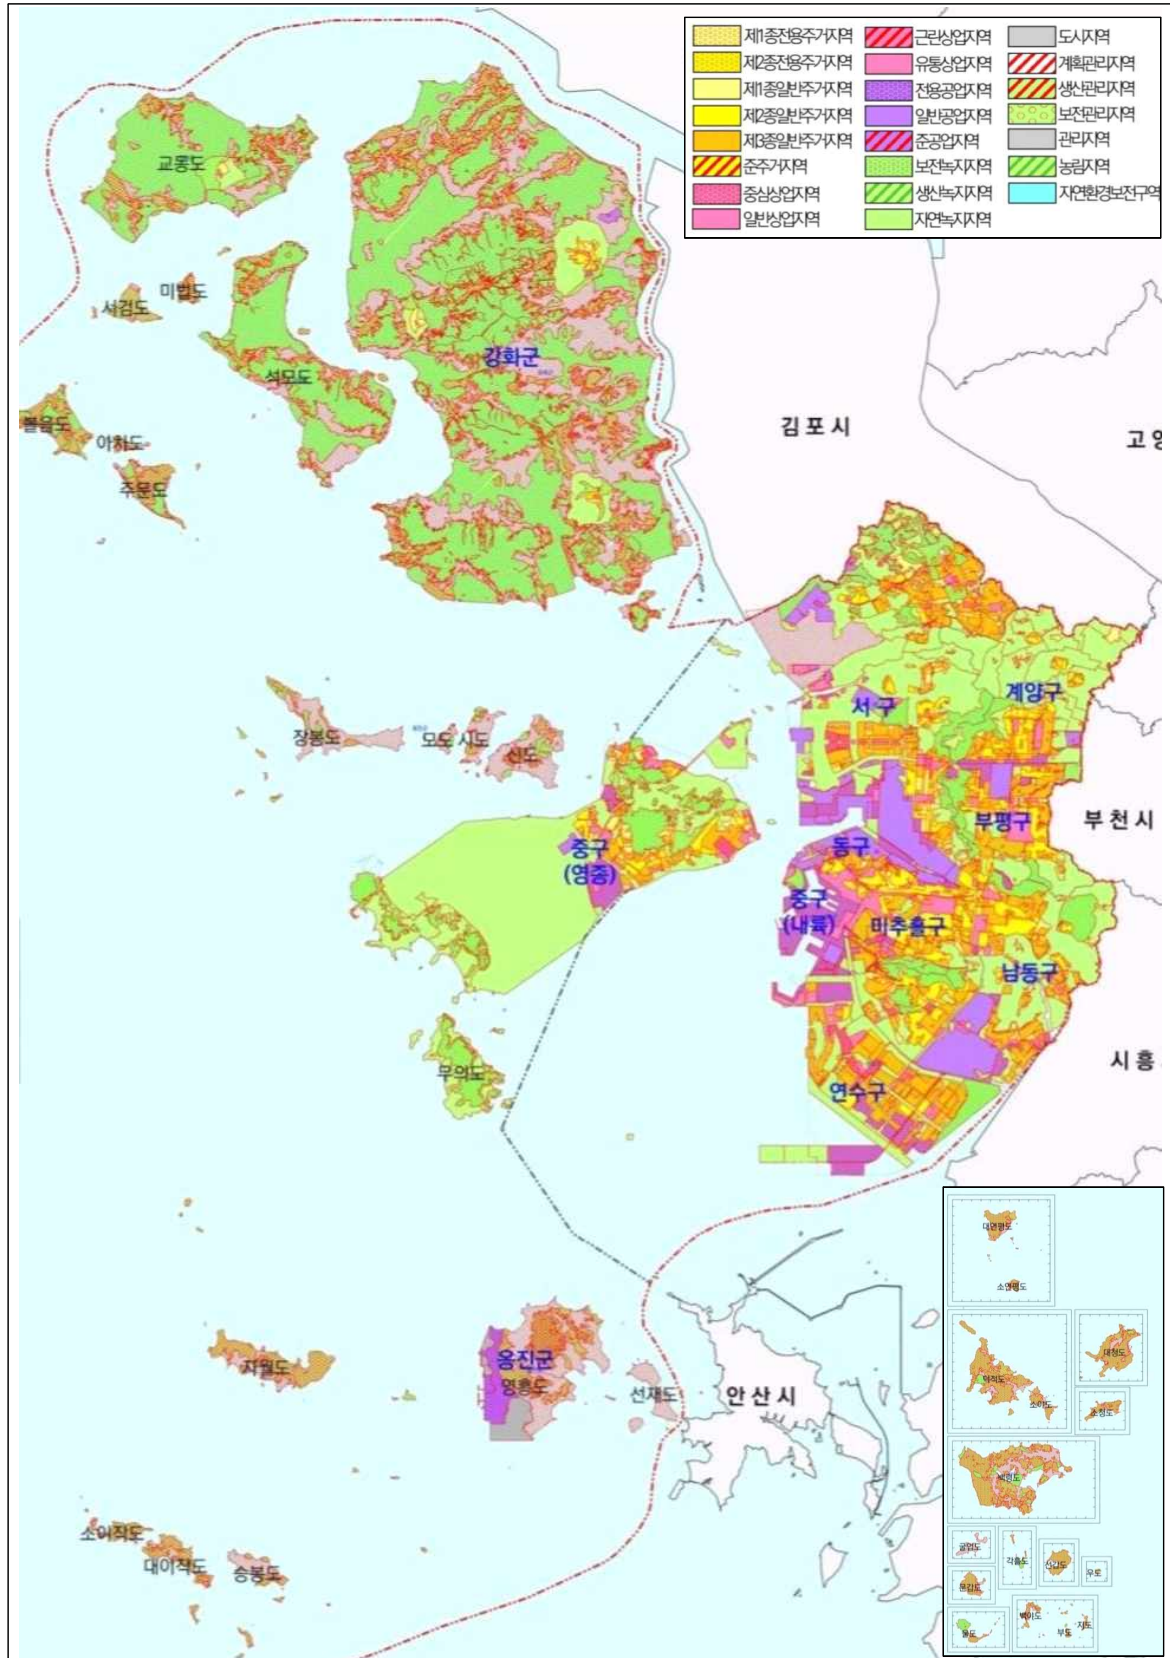 제1종전용주거지역
제2종전용주거지역
제1종일반주거지역
제2종일반주거지역
제3종일반주거지역
준주거지역
중심상업지역
일반상업지역
근린상업지역
유통상업지역
전용공업지역
일반공업지역
준공업지역
보전녹지지역
생산녹지지역
자연녹지지역
도시지역
계획관리지역
생산관리지역
보전관리지역
관리지역
농림지역
자연환경보전구역
교동도
미법도
서검도
강화군
석모도
볼음도
아차도
주문도
김포시
고양
계양구
서구
장봉도
모도 시도
신도
부평구
부천시
동구
중구
(영종)
중구
(내륙)
미추홀구
남동구
무의도
연수구
시흥
자월도
옹진군
영흥도
선재도
안산시
소이작도
대이작도
승봉도
대연평도
소연평도
대청도
덕적도
소야도
소청도
백령도
굴업도
각흘도
선갑도
우도
문갑도
백아도
지도
부도
울도